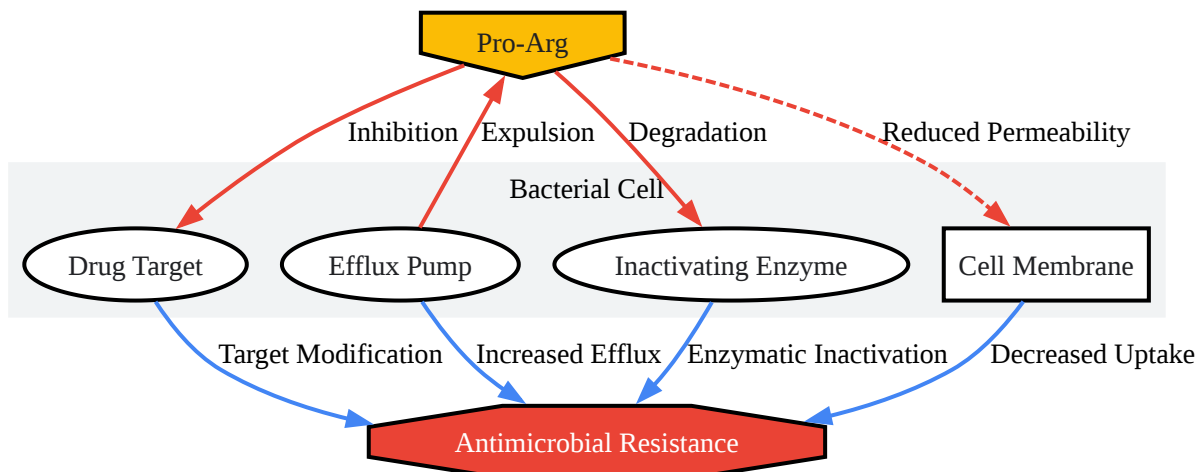 Pro-Arg
Inhibition
Expulsion
Degradation
Reduced Permeability
Bacterial Cell
Drug Target
Efflux Pump
Inactivating Enzyme
Cell Membrane
Target Modification
Increased Efflux
Enzymatic Inactivation
Decreased Uptake
Antimicrobial Resistance